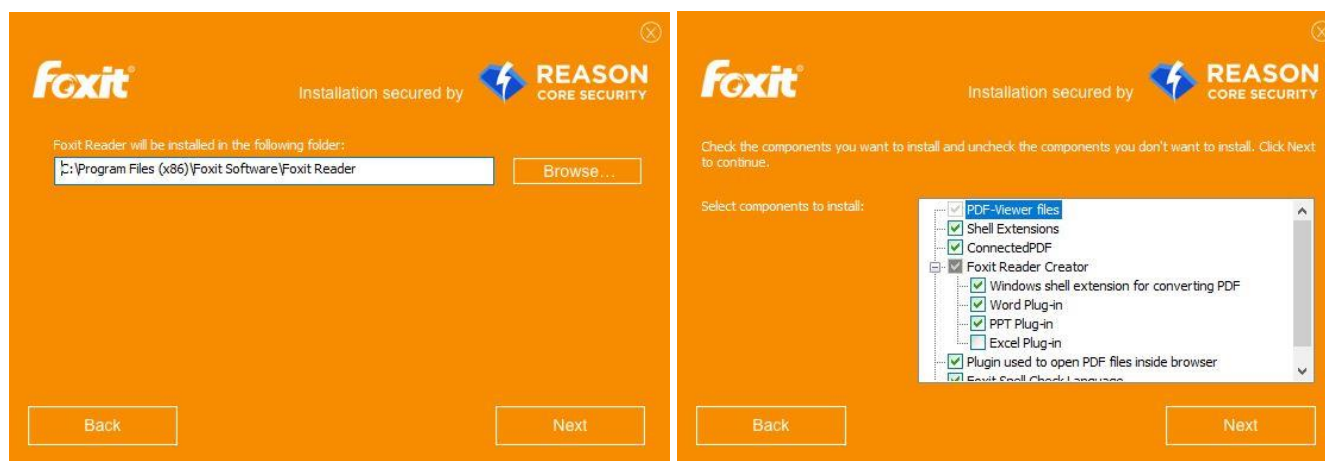 Foxit®
Installation secured by
REASON
CORE SECURITY
Foxit Reader will be installed in the following folder:
C:\Program Files (x86)\Foxit Software\Foxit Reader
Browse...
Back
Next
Foxit®
Installation secured by
REASON
CORE SECURITY
Check the components you want to install and uncheck the components you don't want to install. Click Next
to continue.
Select components to install:
PDF-Viewer files
Shell Extensions
ConnectedPDF
Foxit Reader Creator
Windows shell extension for converting PDF
Word Plug-in
PPT Plug-in
Excel Plug-in
Plugin used to open PDF files inside browser
Foxit Spell Check Language
Back
Next